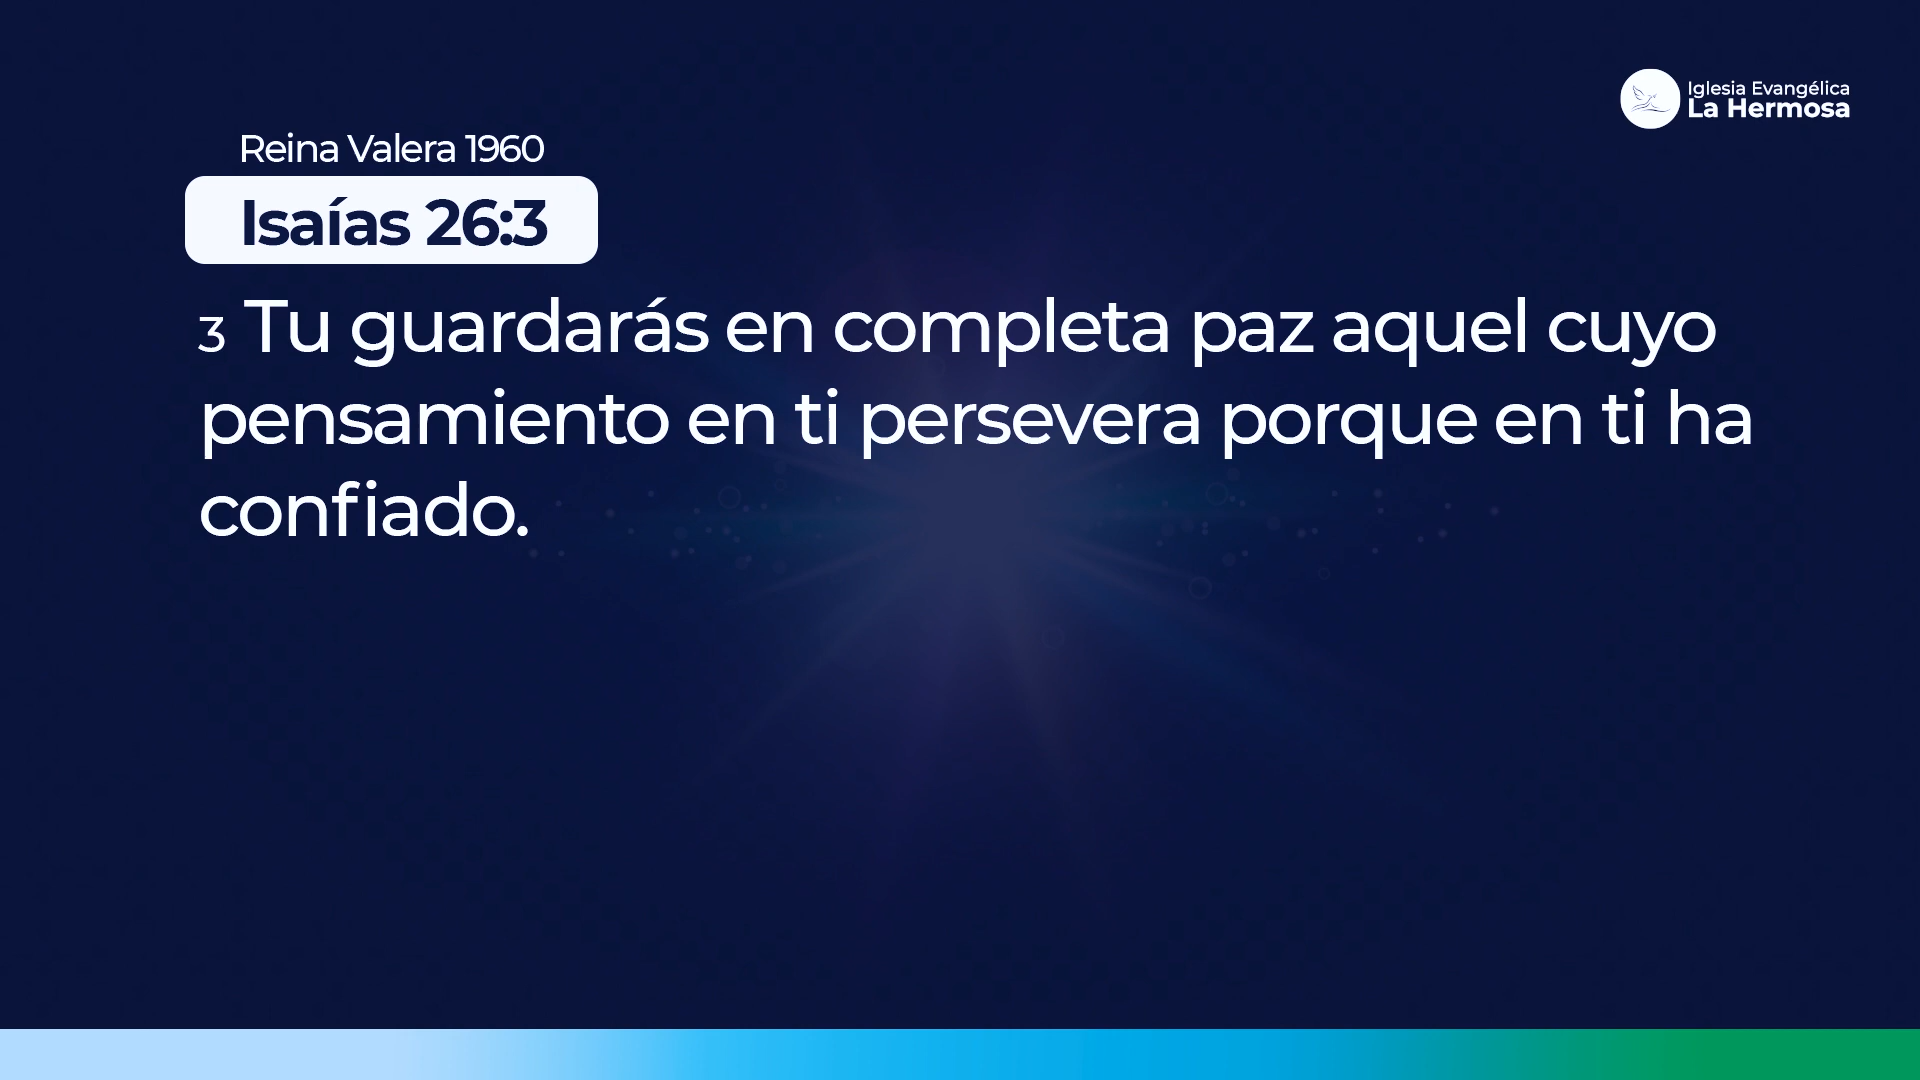 Iglesia Evangélica
La Hermosa
Reina Valera 1960
Isaías 26:3
3 Tu guardarás en completa paz aquel cuyo
pensamiento en ti persevera porque en ti ha
confiado.